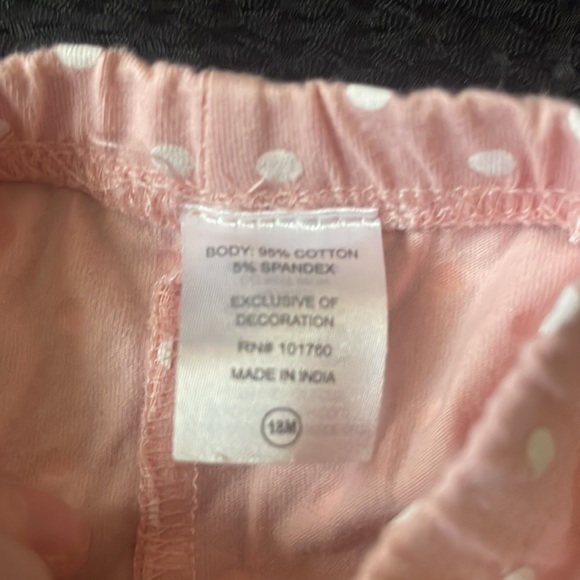 BODY: 95% COTTON
5% SPANDEX
EXCLUSIVE OF
DECORATION
RN# 101760
MADE IN INDIA
18M